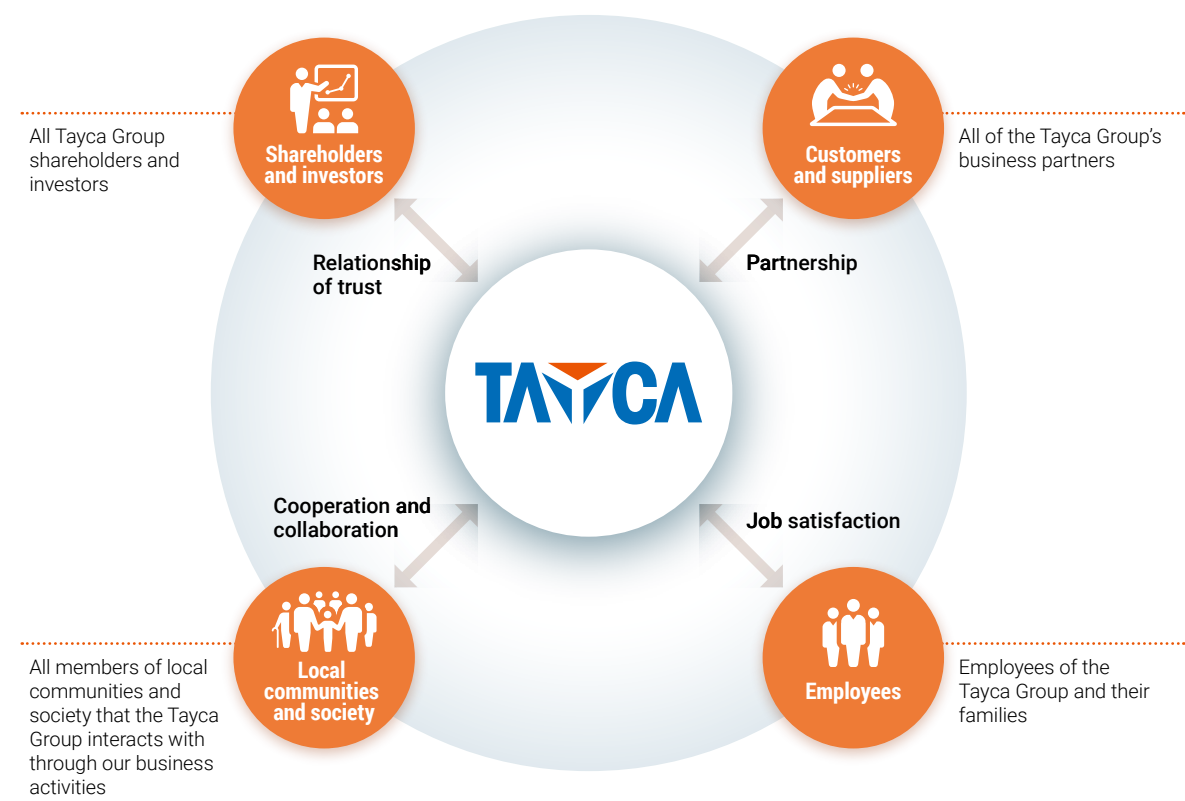 Shareholders
and investors
All Tayca Group
shareholders and
investors
Customers
and suppliers
All of the Tayca Group's
business partners
Relationship
of trust
Partnership
TAYCA
Cooperation and
collaboration
Job satisfaction
Local
communities
and society
All members of local
communities and
society that the Tayca
Group interacts with
through our business
activities
Employees
Employees of the
Tayca Group and their
families